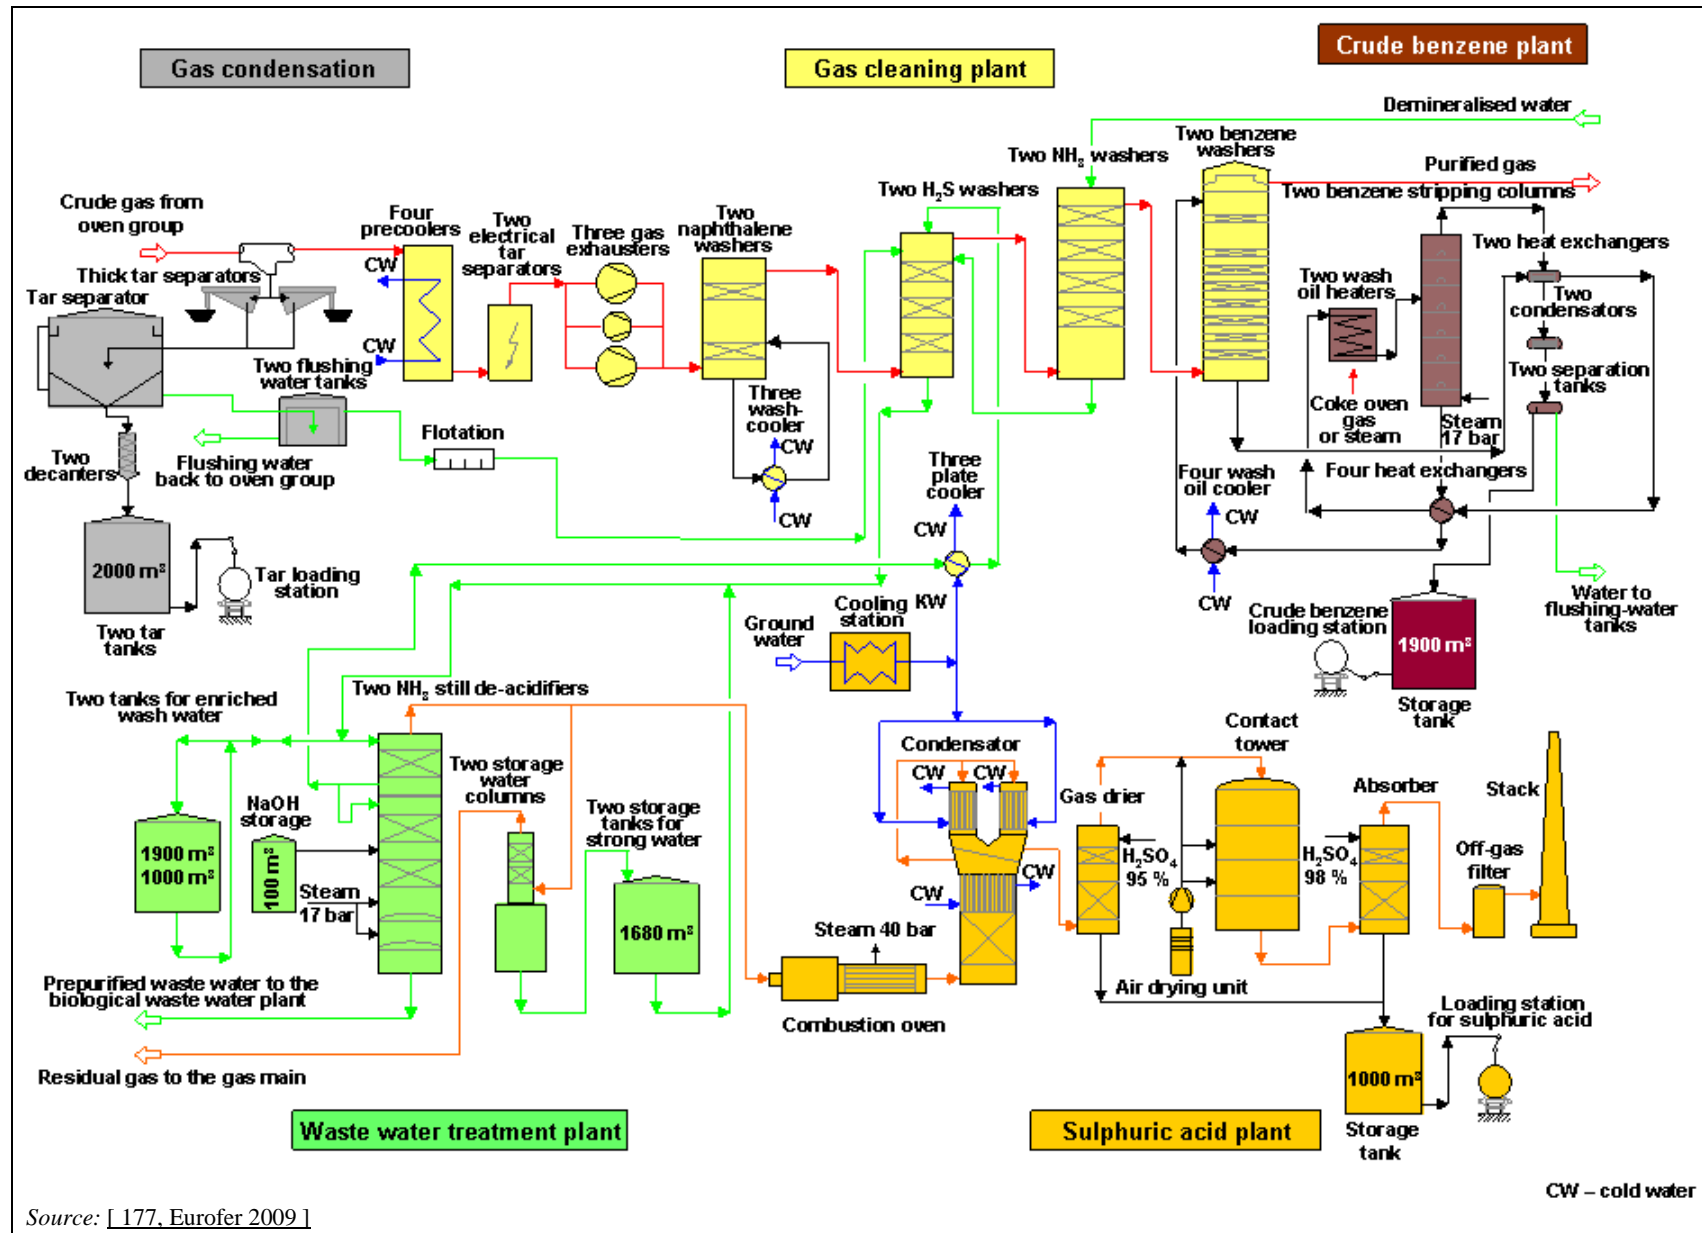 Gas condensation
Gas cleaning plant
Crude benzene plant
Demineralised water
Two benzene
washers
Two NH₃ washers
Purified gas
Two benzene stripping columns
Two H₂S washers
Crude gas from
oven group
Four
precoolers
Two
electrical
tar
separators
Three gas
exhausters
Two
naphthalene
washers
Two heat exchangers
CW
Thick tar separators
Tar separator
Two wash
oil heaters
Two
condensators
CW
Two flushing
water tanks
Two separation
tanks
Three
wash-
cooler
CW
Coke oven
gas
or steam
Steam
17 bar
Flotation
Two
decanters
Flushing water
back to oven group
Three
plate
cooler
Four wash
oil cooler
Four heat exchangers
CW
CW
CW
2000 m³
Tar loading
station
Two tar
tanks
KW
CW
Cooling
station
Ground
water
Crude benzene
loading station
1900 m³
Water to
flushing-water
tanks
Storage
tank
Two NH₃ still de-acidifiers
Two tanks for enriched
wash water
Contact
tower
Condensator
Two storage
water
columns
CW
CW
Gas drier
Absorber
Stack
NaOH
storage
Two storage
tanks for
strong water
1900 m³
1000 m³
100 m³
H₂SO₄
95 %
H₂SO₄
98 %
Off-gas
filter
CW
CW
Steam
17 bar
1680 m³
Steam 40 bar
Prepurified waste water to the
biological waste water plant
Air drying unit
Combustion oven
Loading station
for sulphuric acid
Residual gas to the gas main
1000 m³
Waste water treatment plant
Sulphuric acid plant
Storage
tank
CW – cold water
Source: [ 177, Eurofer 2009 ]